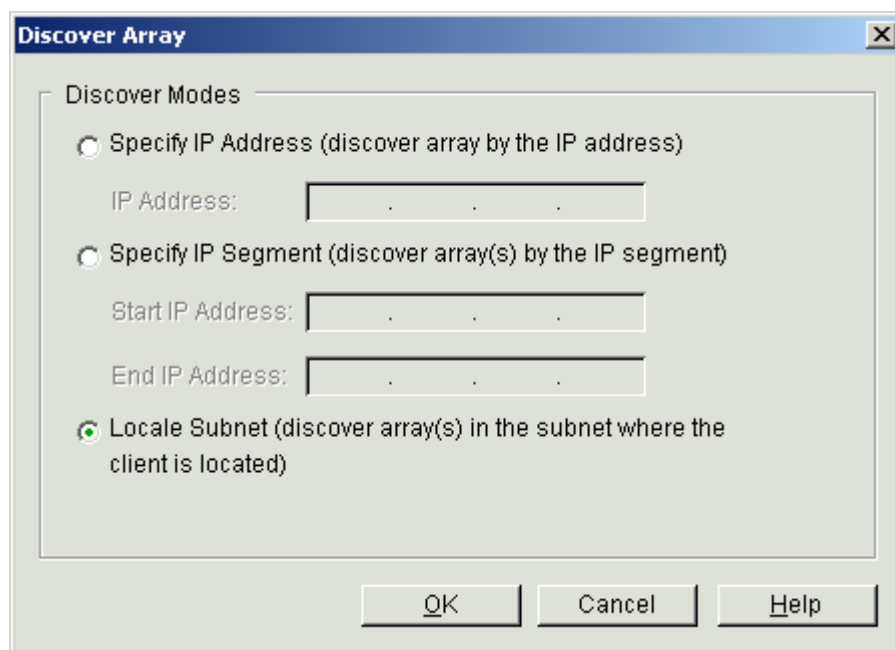 Discover Array
Discover Modes
Specify IP Address (discover array by the IP address)
IP Address: . . .
Specify IP Segment (discover array(s) by the IP segment)
Start IP Address: . . .
End IP Address: . . .
Locale Subnet (discover array(s) in the subnet where the
client is located)
OK Cancel Help